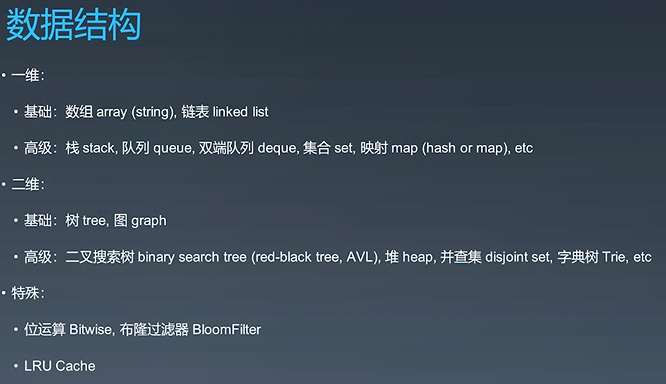 数据结构
• 一维：
• 基础：数组 array (string), 链表 linked list
• 高级：栈 stack, 队列 queue, 双端队列 deque, 集合 set, 映射 map (hash or map), etc
• 二维：
• 基础：树 tree, 图 graph
• 高级：二叉搜索树 binary search tree (red-black tree, AVL), 堆 heap, 并查集 disjoint set, 字典树 Trie, etc
• 特殊：
• 位运算 Bitwise, 布隆过滤器 BloomFilter
• LRU Cache